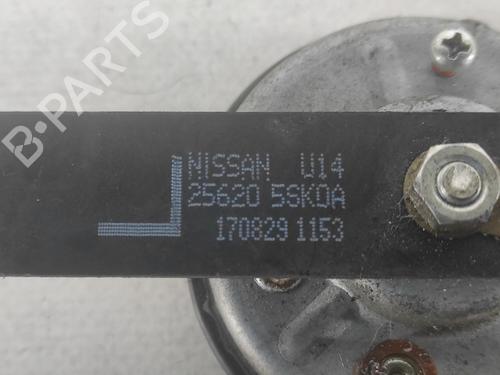 B-PARTS
NISSAN U14
25620 5SK0A
170829 1153